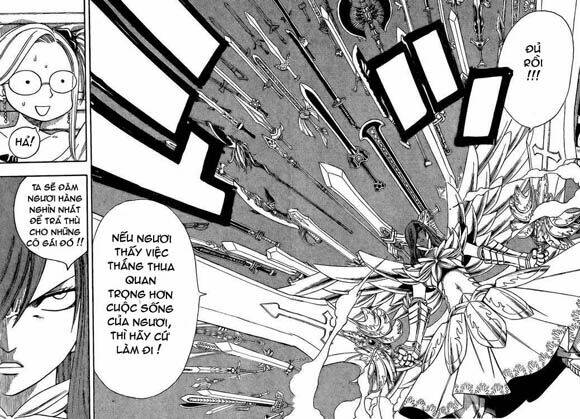 ĐỦ
RỒI
!!!
NẾU NGƯƠI
THẤY VIỆC
THẮNG THUA
QUAN
TRỌNG HƠN
CUỘC SỐNG
CỦA NGƯƠI,
THÌ HÃY CỨ
LÀM ĐI !
HẢ!
TA SẼ ĐÂM
NGƯƠI HÀNG
NGHÌN NHÁT
ĐỂ TRẢ THÙ
CHO NHỮNG
CÔ GÁI ĐÓ !!